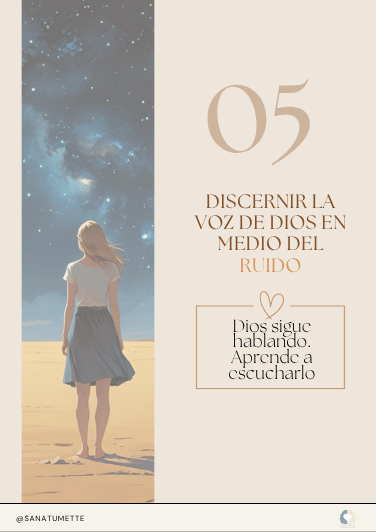 05
DISCERNIR LA
VOZ DE DIOS EN
MEDIO DEL
RUIDO
Dios sigue
hablando.
Aprende a
escucharlo
@SANATUMETTE